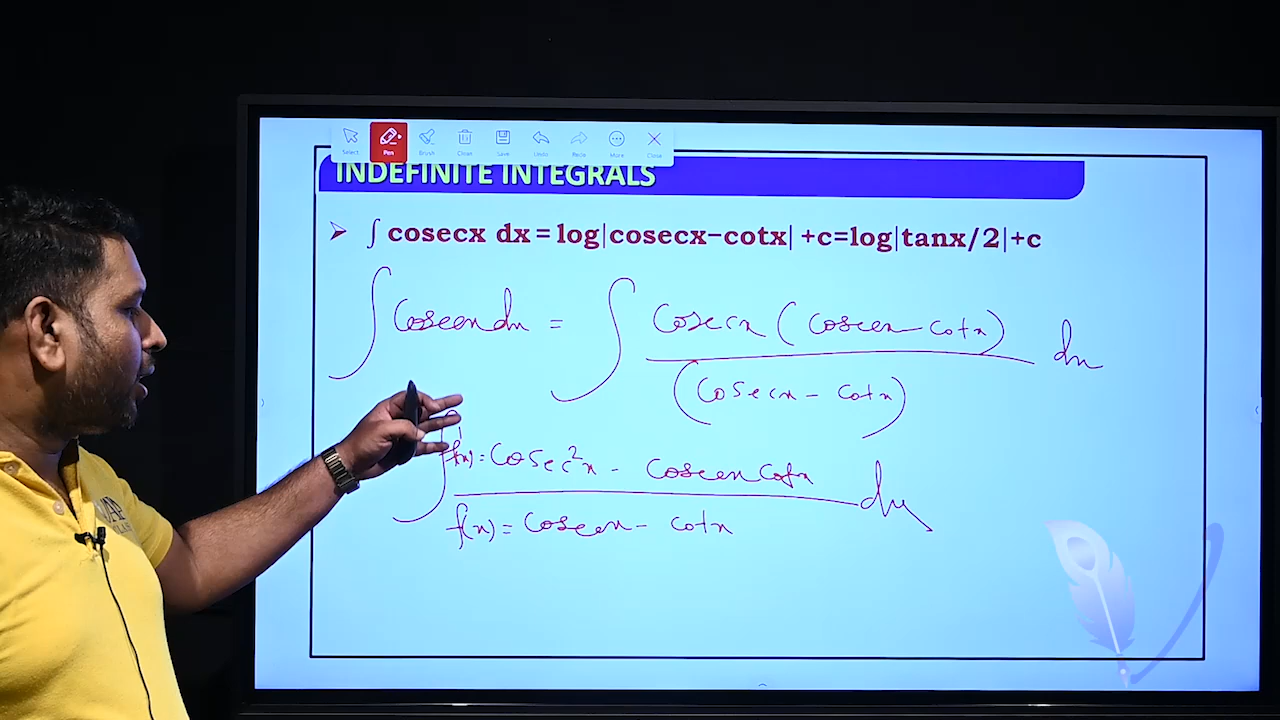 Select Pen Brush Clean Save Undo Redo More Close
INDEFINITE INTEGRALS
➢ ∫ cosecx dx = log|cosecx−cotx| +c=log|tanx/2|+c
∫ cosecx dx = ∫ cosecx (cosecx − cotx) / (cosecx − cotx) dx
∫ f'(x) = cosec²x − cosecx cotx / f(x) = cosecx − cotx dx